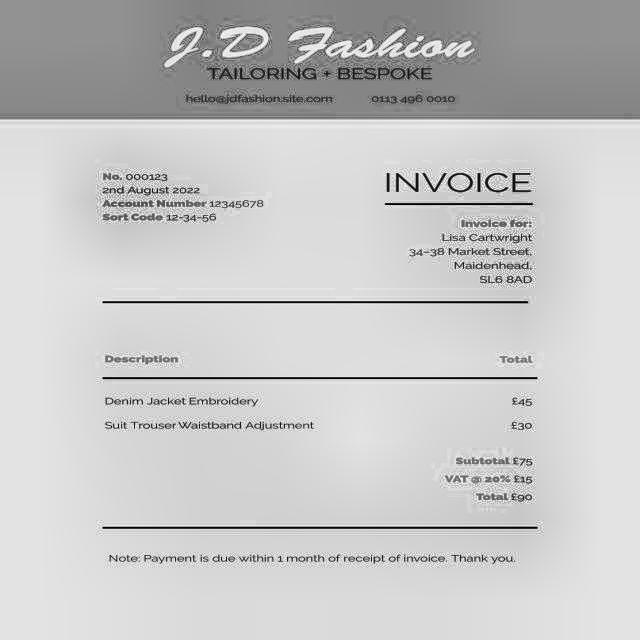 J.D Fashion
TAILORING + BESPOKE
hello@jdfashion.site.com 0113 496 0010
No. 000123
2nd August 2022
Account Number 12345678
Sort Code 12-34-56
INVOICE
Invoice for:
Lisa Cartwright
34-38 Market Street,
Maidenhead,
SL6 8AD
Description Total
Denim Jacket Embroidery £45
Suit Trouser Waistband Adjustment £30
Subtotal £75
VAT @ 20% £15
Total £90
Note: Payment is due within 1 month of receipt of invoice. Thank you.